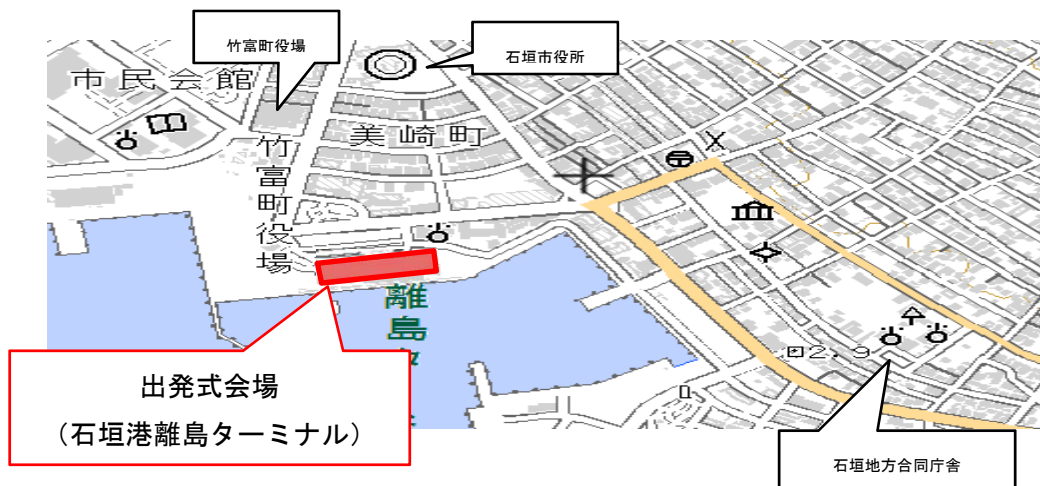 竹富町役場
石垣市役所
市民会館
美崎町
竹富町役場
離島
2.9
出発式会場
（石垣港離島ターミナル）
石垣地方合同庁舎